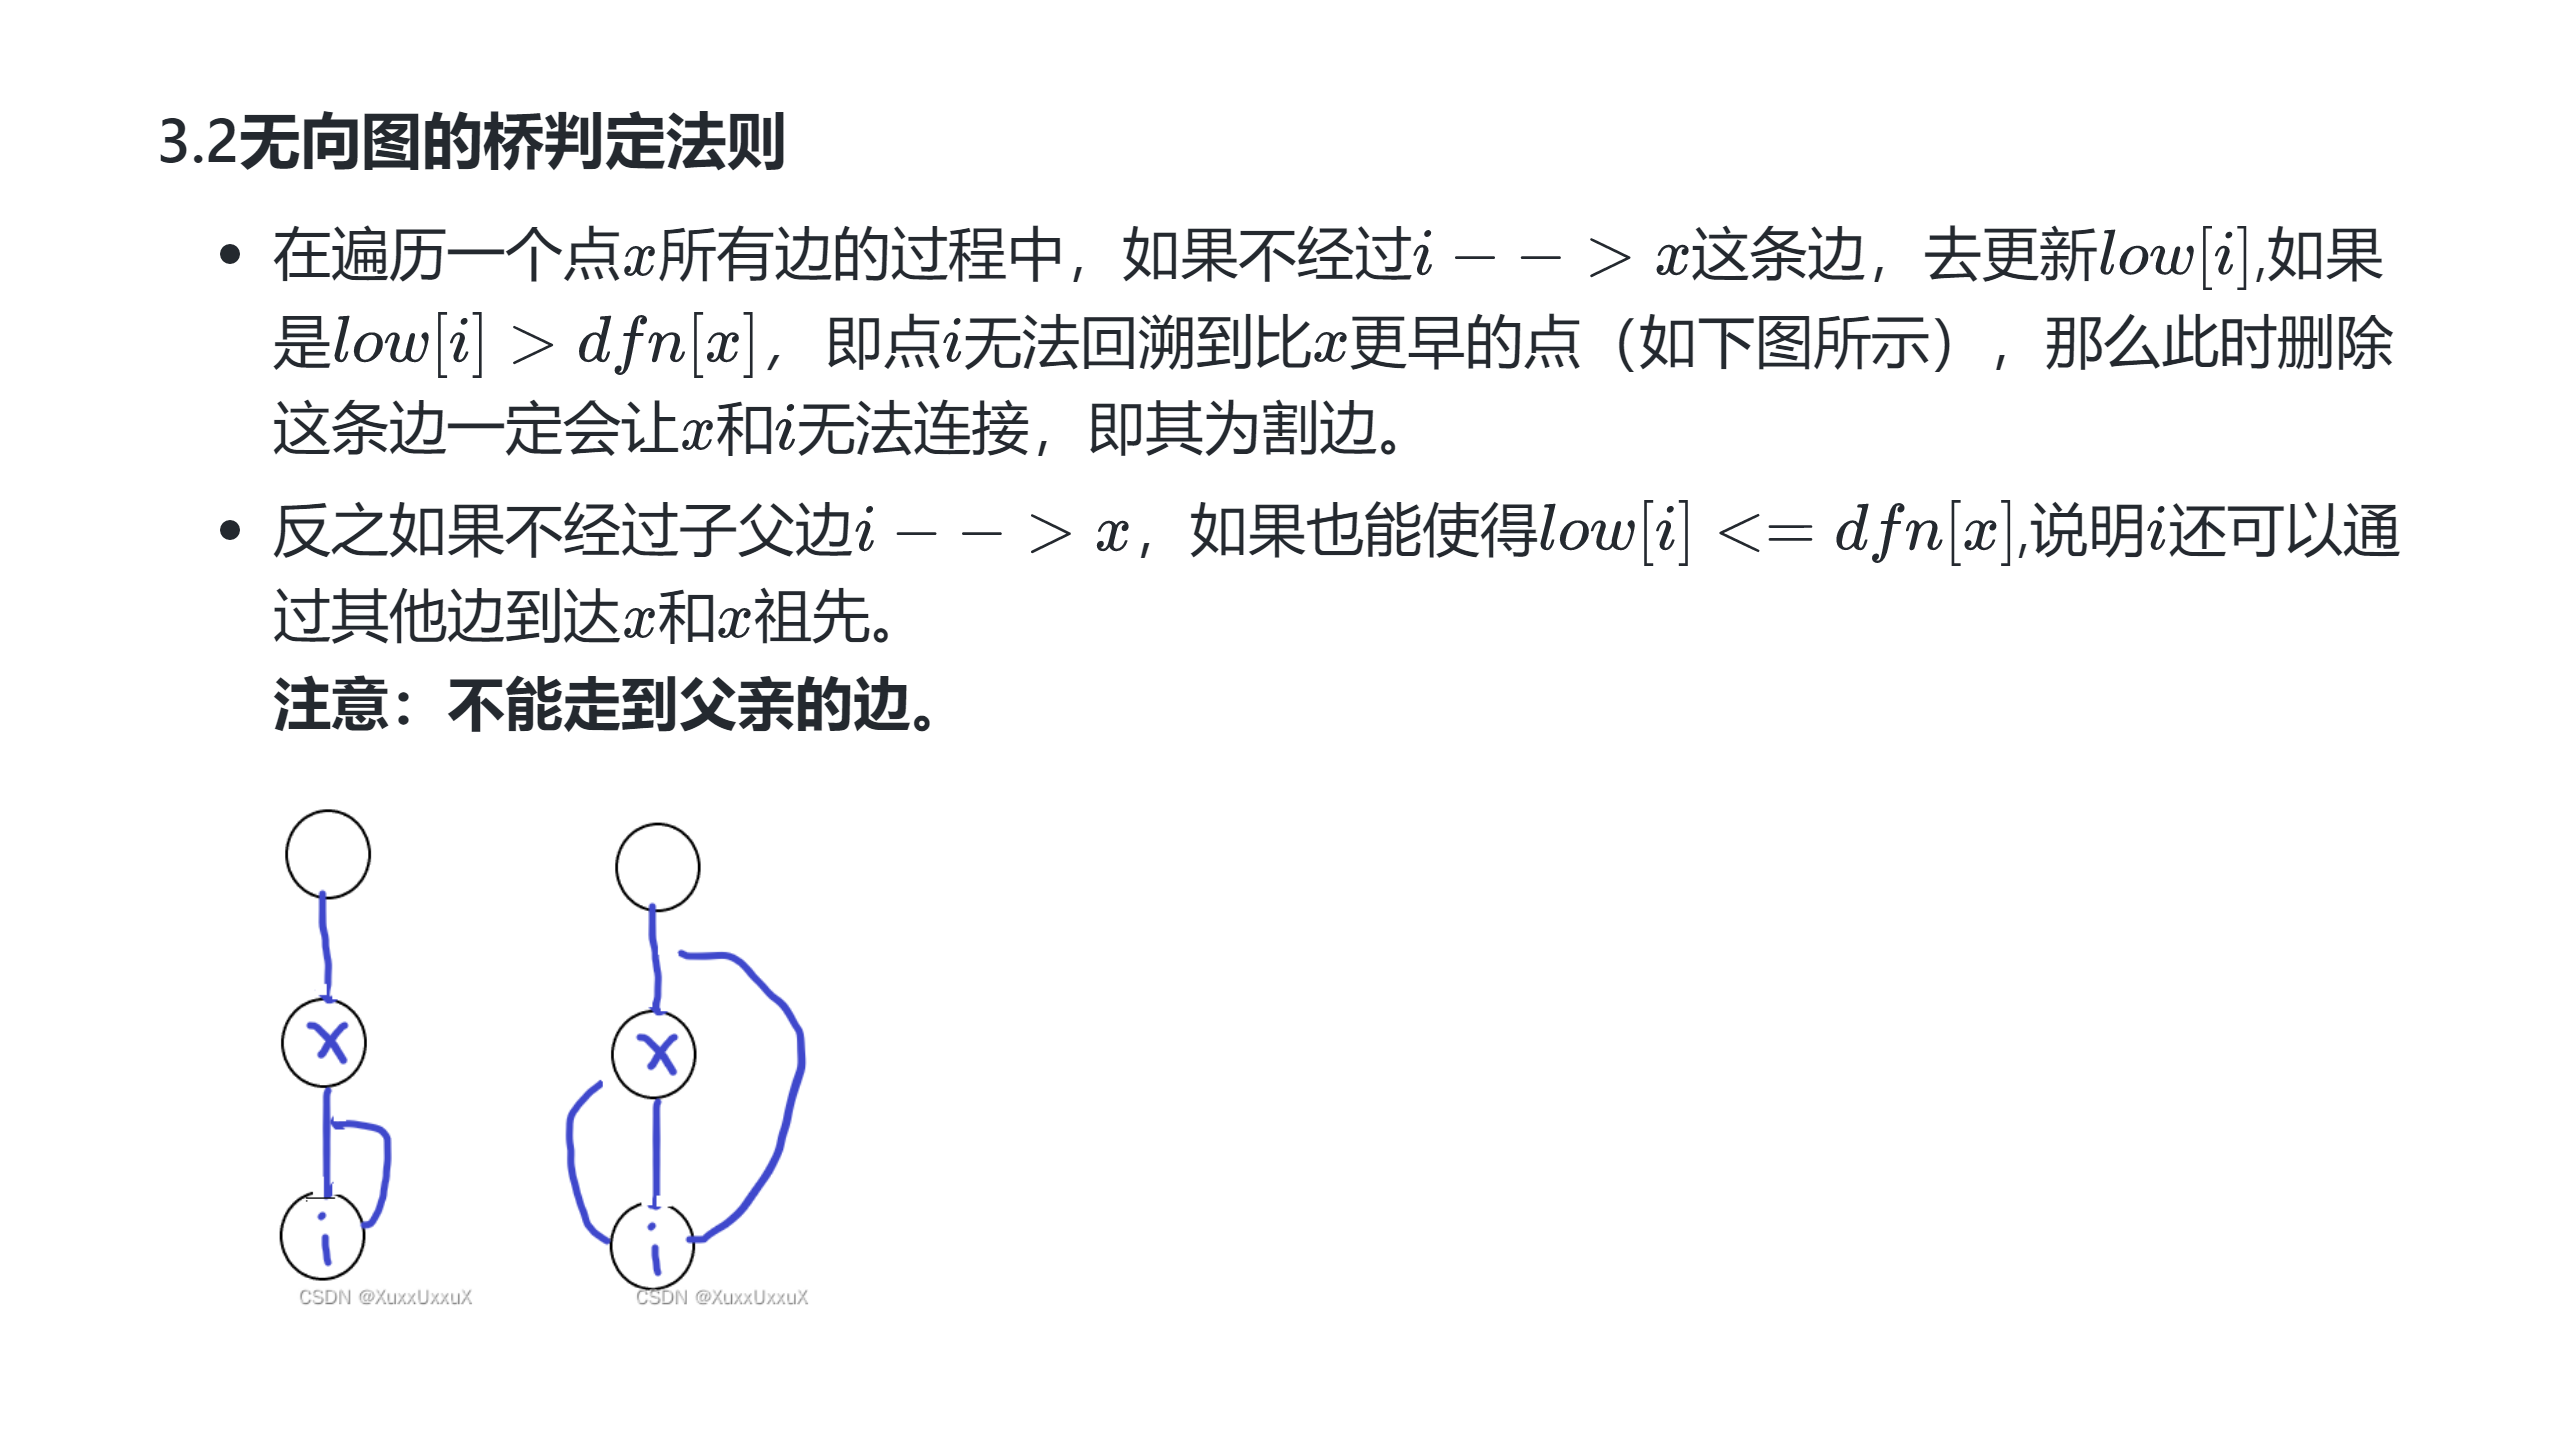 3.2无向图的桥判定法则
在遍历一个点x所有边的过程中，如果不经过i − − > x这条边，去更新low[i],如果
是low[i] > dfn[x]，即点i无法回溯到比x更早的点（如下图所示），那么此时删除
这条边一定会让x和i无法连接，即其为割边。
反之如果不经过子父边i − − > x，如果也能使得low[i] <= dfn[x],说明i还可以通
过其他边到达x和x祖先。
注意：不能走到父亲的边。
x
x
i
i
CSDN @XuxxUxxuX
CSDN @XuxxUxxuX